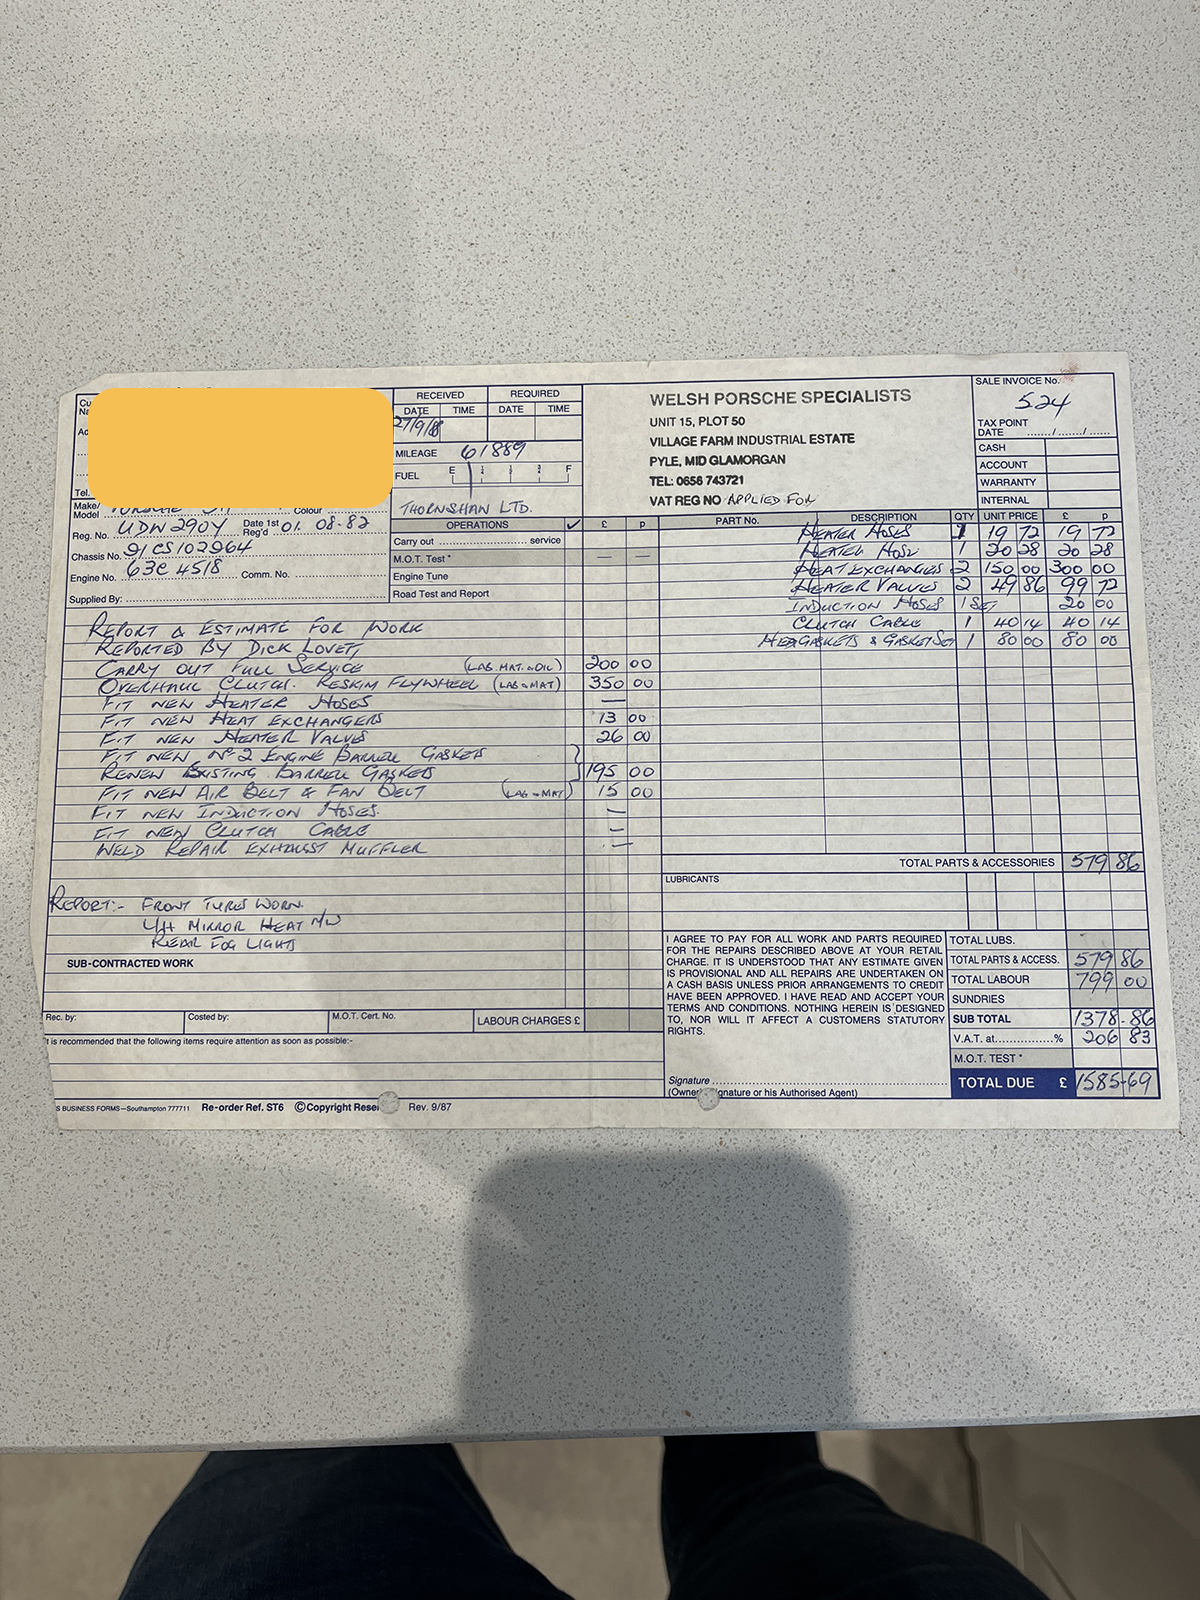 RECEIVED REQUIRED
DATE TIME DATE TIME
27/9/88
MILEAGE 61889
FUEL E ¼ ½ ¾ F
THORNSHAN LTD.
Tel.
Make/
Model Colour
Reg. No. UDW 290Y Date 1st Reg'd 01.08.82
Chassis No. 91CS102964
Engine No. 63C 4518 Comm. No.
Supplied By:
OPERATIONS ✓ £ p
Carry out service
M.O.T. Test* — —
Engine Tune
Road Test and Report
REPORT & ESTIMATE FOR WORK
REPORTED BY DICK LOVETT,
CARRY OUT FULL SERVICE (LAB.MAT.OIL) 200 00
OVERHAUL CLUTCH. RESKIM FLYWHEEL (LAB+MAT) 350 00
FIT NEW HEATER HOSES —
FIT NEW HEAT EXCHANGERS 13 00
FIT NEW HEATER VALVES 26 00
FIT NEW Nº2 ENGINE BARREL GASKETS
RENEW EXISTING BARREL GASKETS 195 00
FIT NEW AIR BELT & FAN BELT (LAB+MAT) 15 00
FIT NEW INDUCTION HOSES. —
FIT NEW CLUTCH CABLE —
WELD REPAIR EXHAUST MUFFLER —
REPORT:- FRONT TYRES WORN.
L/H MIRROR HEAT N/W
REAR FOG LIGHTS
SUB-CONTRACTED WORK
Rec. by: Costed by: M.O.T. Cert. No. LABOUR CHARGES £
It is recommended that the following items require attention as soon as possible:-
S BUSINESS FORMS—Southampton 777711 Re-order Ref. ST6 ©Copyright Rev. 9/87
WELSH PORSCHE SPECIALISTS
UNIT 15, PLOT 50
VILLAGE FARM INDUSTRIAL ESTATE
PYLE, MID GLAMORGAN
TEL: 0656 743721
VAT REG NO APPLIED FOR
SALE INVOICE No.
524
TAX POINT
DATE ....../....../......
CASH
ACCOUNT
WARRANTY
INTERNAL
PART No. DESCRIPTION QTY UNIT PRICE £ p
HEATER HOSES 1 19 72 19 72
HEATER HOSE 1 20 28 20 28
HEAT EXCHANGERS 2 150 00 300 00
HEATER VALVES 2 49 86 99 72
INDUCTION HOSES 1 SET 20 00
CLUTCH CABLE 1 40 14 40 14
HEADGASKETS & GASKET SET 1 80 00 80 00
TOTAL PARTS & ACCESSORIES 579 86
LUBRICANTS
I AGREE TO PAY FOR ALL WORK AND PARTS REQUIRED
FOR THE REPAIRS DESCRIBED ABOVE AT YOUR RETAIL
CHARGE. IT IS UNDERSTOOD THAT ANY ESTIMATE GIVEN
IS PROVISIONAL AND ALL REPAIRS ARE UNDERTAKEN ON
A CASH BASIS UNLESS PRIOR ARRANGEMENTS TO CREDIT
HAVE BEEN APPROVED. I HAVE READ AND ACCEPT YOUR
TERMS AND CONDITIONS. NOTHING HEREIN IS DESIGNED
TO, NOR WILL IT AFFECT A CUSTOMERS STATUTORY
RIGHTS.
Signature
(Owners Signature or his Authorised Agent)
TOTAL LUBS.
TOTAL PARTS & ACCESS. 579 86
TOTAL LABOUR 799 00
SUNDRIES
SUB TOTAL 1378-86
V.A.T. at..............% 206 83
M.O.T. TEST *
TOTAL DUE £ 1585-69